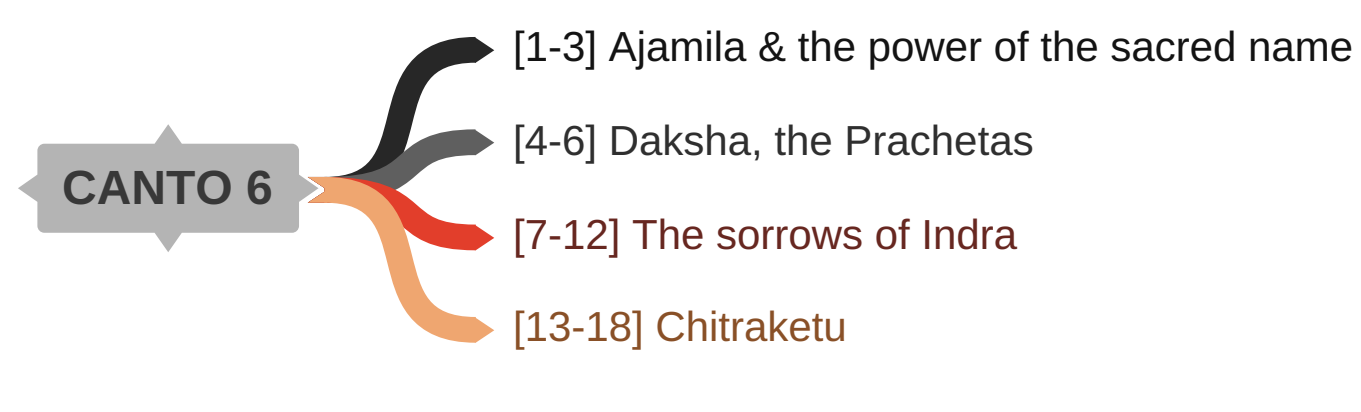 [1-3] Ajamila & the power of the sacred name
[4-6] Daksha, the Prachetas
CANTO 6
[7-12] The sorrows of Indra
[13-18] Chitraketu